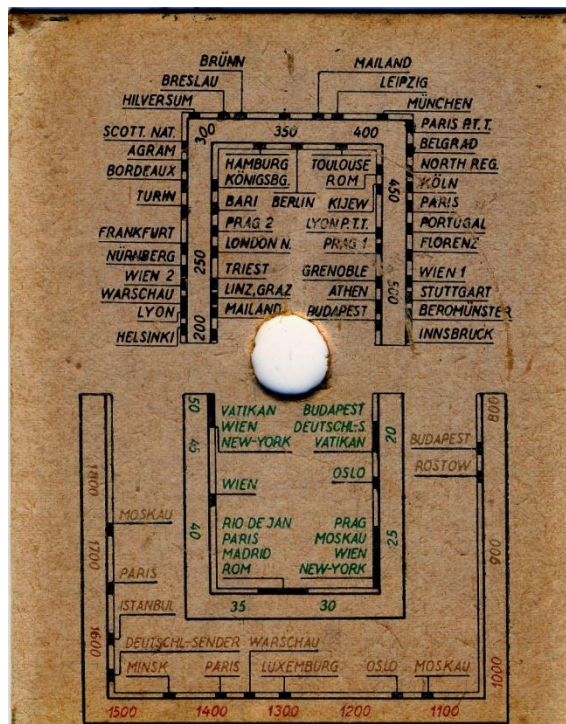 BRÜNN MAILAND
BRESLAU LEIPZIG
HILVERSUM MÜNCHEN
300 350 400
SCOTT. NAT. PARIS P.T.T.
AGRAM BELGRAD
BORDEAUX HAMBURG TOULOUSE NORTH REG.
KÖNIGSBG. ROM KÖLN
TURIN BARI BERLIN KIJEW 450 PARIS
FRANKFURT PRAG 2 LYON P.T.T. PORTUGAL
NÜRNBERG LONDON N. PRAG 1 FLORENZ
WIEN 2 250 TRIEST GRENOBLE WIEN 1
WARSCHAU LINZ,GRAZ ATHEN 500 STUTTGART
LYON MAILAND BUDAPEST BEROMÜNSTER
HELSINKI 200 INNSBRUCK
50 VATIKAN BUDAPEST 800
WIEN DEUTSCHL-S 20
45 NEW-YORK VATIKAN BUDAPEST
1800 WIEN OSLO ROSTOW
MOSKAU 40 RIO DE JAN PRAG 25
1700 PARIS MOSKAU 900
MADRID WIEN
PARIS ROM NEW-YORK
ISTANBUL 35 30
1600 DEUTSCHL-SENDER WARSCHAU
MINSK PARIS LUXEMBURG OSLO MOSKAU 1000
1500 1400 1300 1200 1100